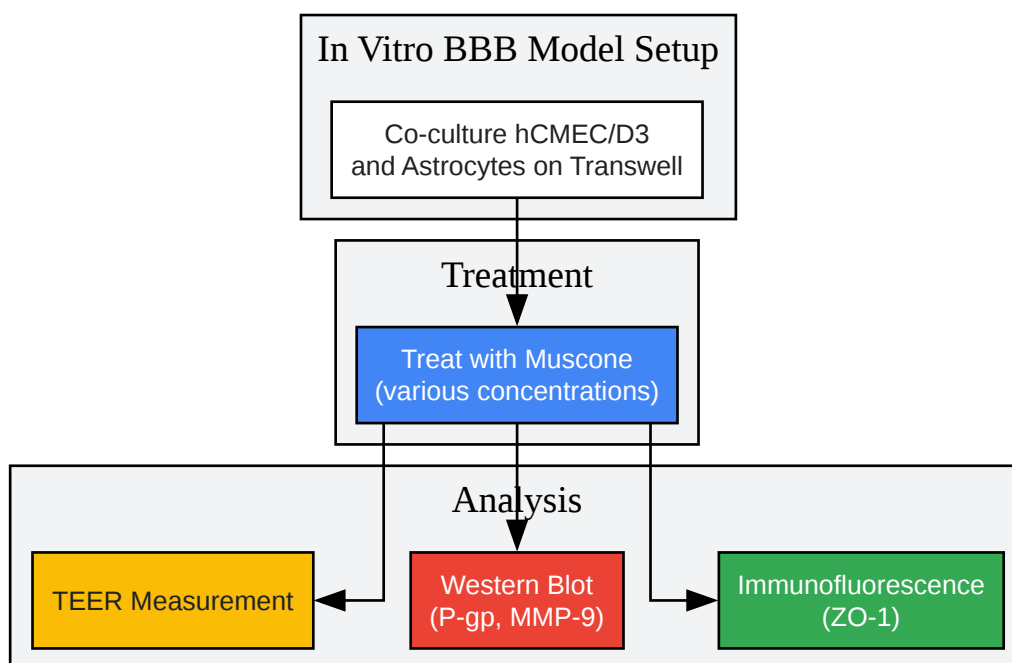 In Vitro BBB Model Setup
Co-culture hCMEC/D3
and Astrocytes on Transwell
Treatment
Treat with Muscone
(various concentrations)
Analysis
TEER Measurement
Western Blot
(P-gp, MMP-9)
Immunofluorescence
(ZO-1)